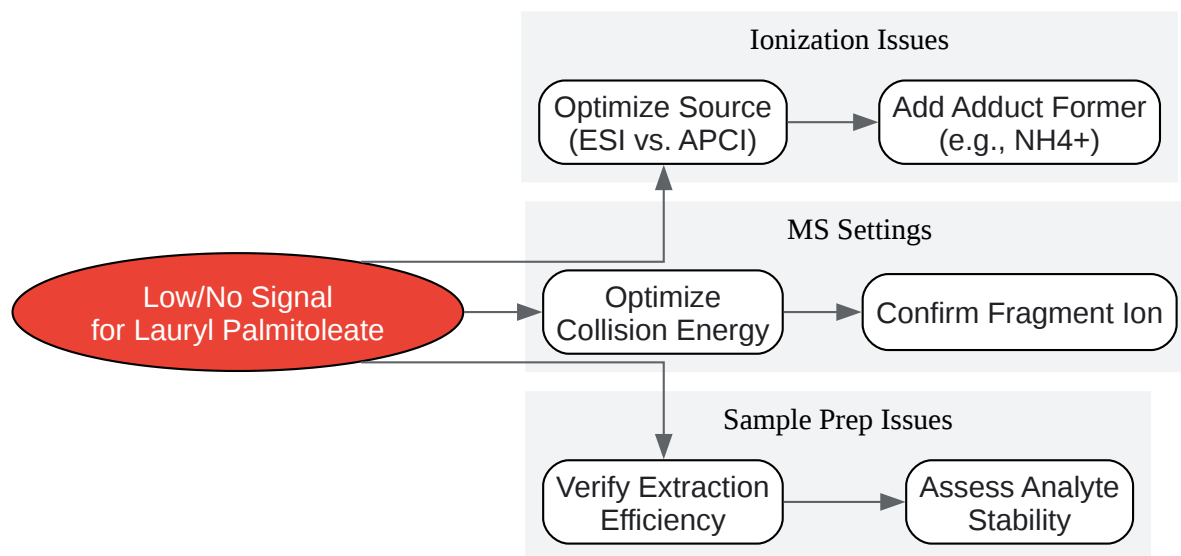 Ionization Issues
Optimize Source
(ESI vs. APCI)
Add Adduct Former
(e.g., NH4+)
MS Settings
Low/No Signal
for Lauryl Palmitoleate
Optimize
Collision Energy
Confirm Fragment Ion
Sample Prep Issues
Verify Extraction
Efficiency
Assess Analyte
Stability